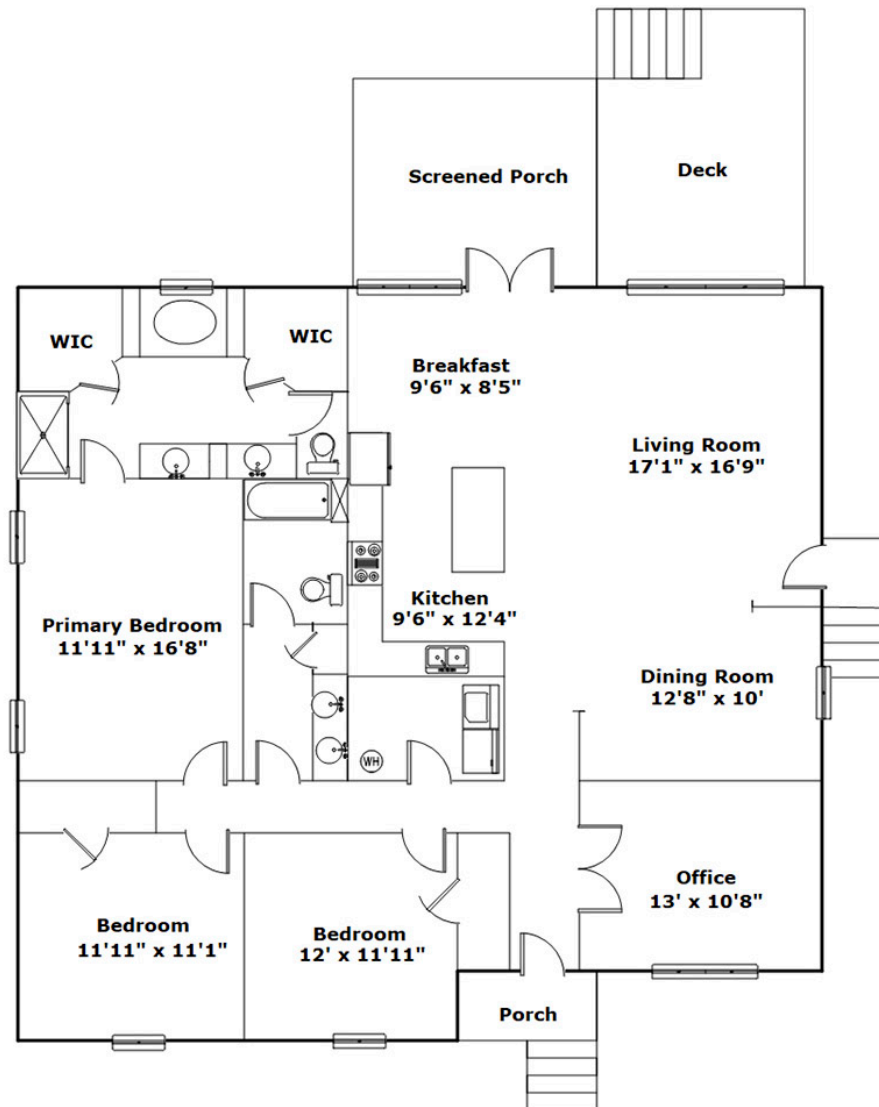 Deck
Screened Porch
WIC
WIC
Breakfast
9'6" x 8'5"
Living Room
17'1" x 16'9"
Kitchen
9'6" x 12'4"
Primary Bedroom
11'11" x 16'8"
Dining Room
12'8" x 10'
WH
Office
13' x 10'8"
Bedroom
11'11" x 11'1"
Bedroom
12' x 11'11"
Porch